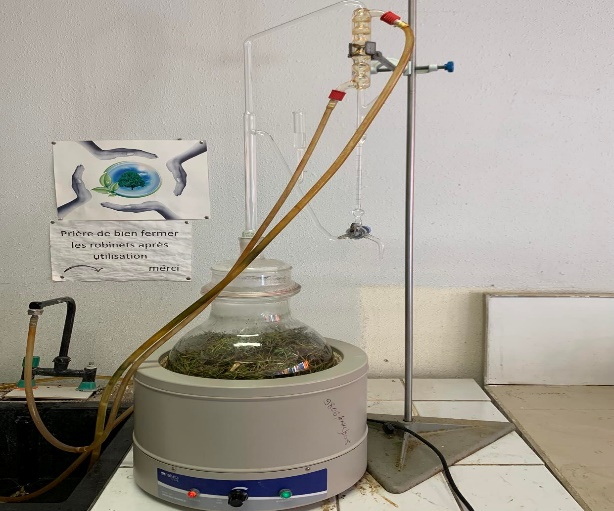 Prière de bien fermer
les robinets après
utilisation
merci